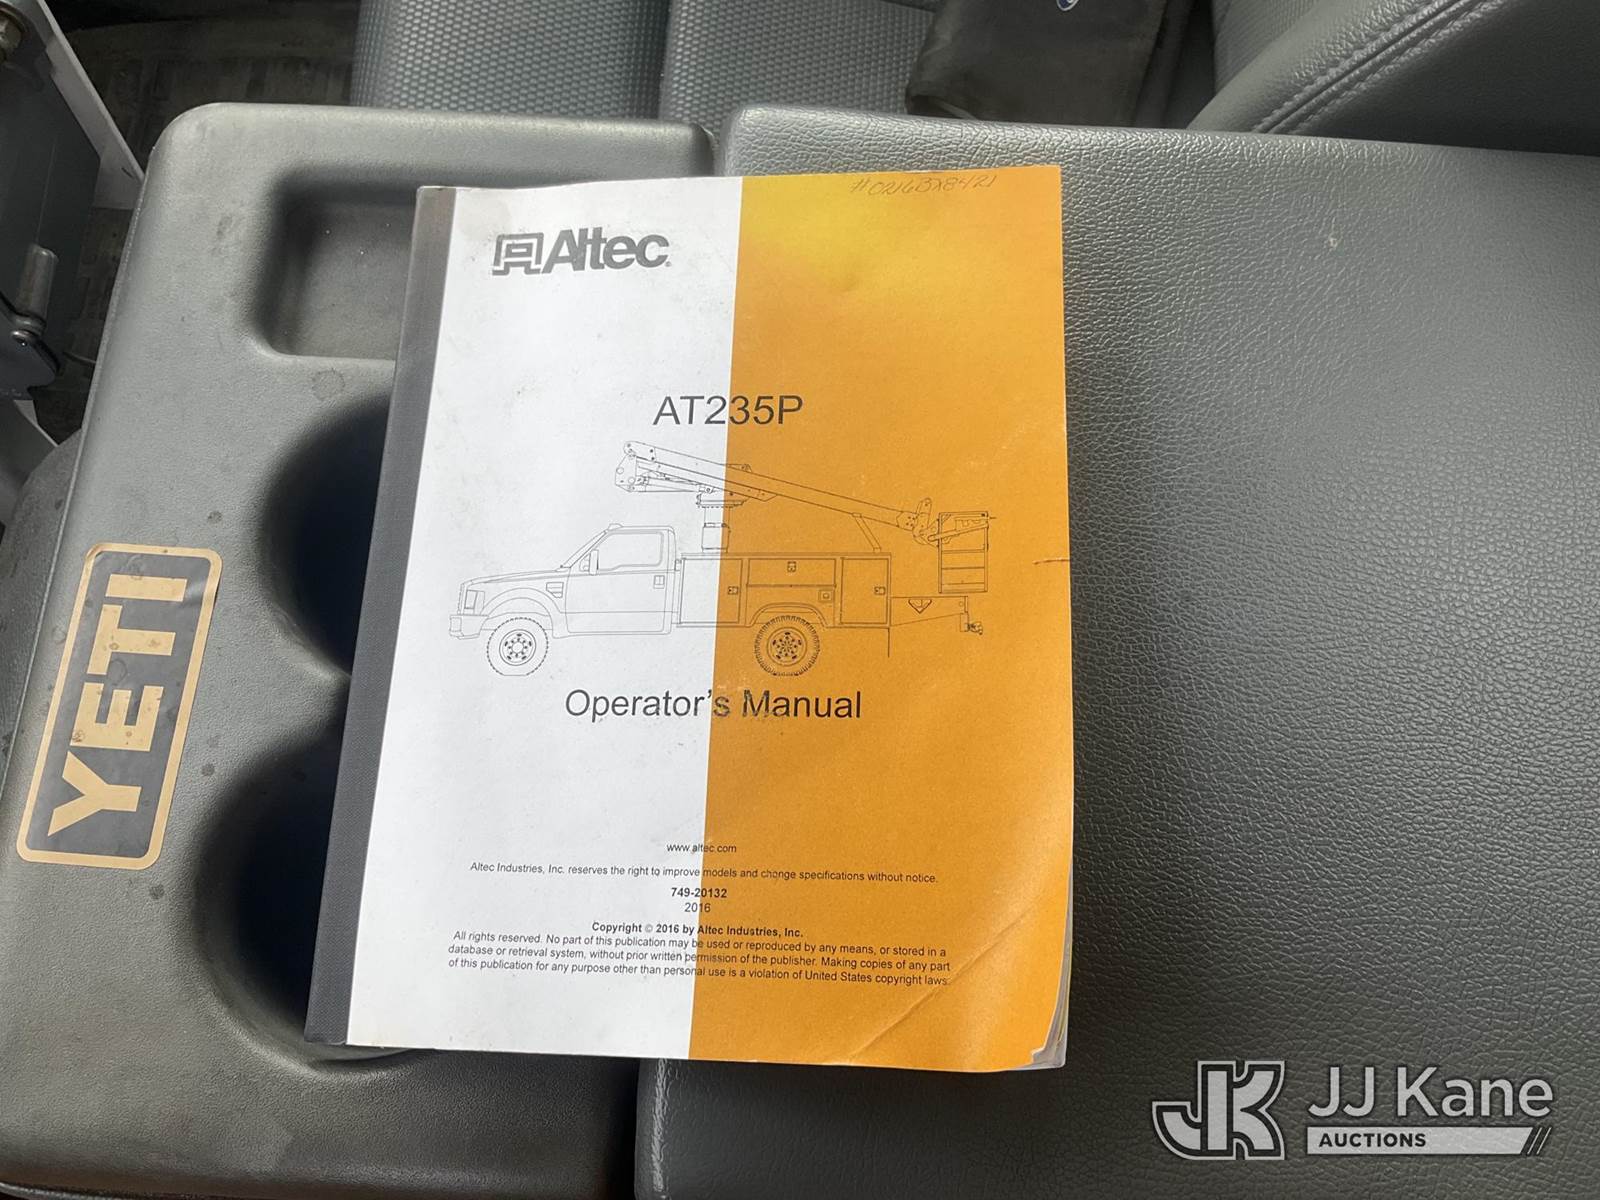 #0216BX8421
Altec
AT235P
Operator's Manual
www.altec.com
Altec Industries, Inc. reserves the right to improve models and change specifications without notice.
749-20132
2016
Copyright © 2016 by Altec Industries, Inc.
All rights reserved. No part of this publication may be used or reproduced by any means, or stored in a
database or retrieval system, without prior written permission of the publisher. Making copies of any part
of this publication for any purpose other than personal use is a violation of United States copyright laws.
YETI
JK JJ Kane
AUCTIONS